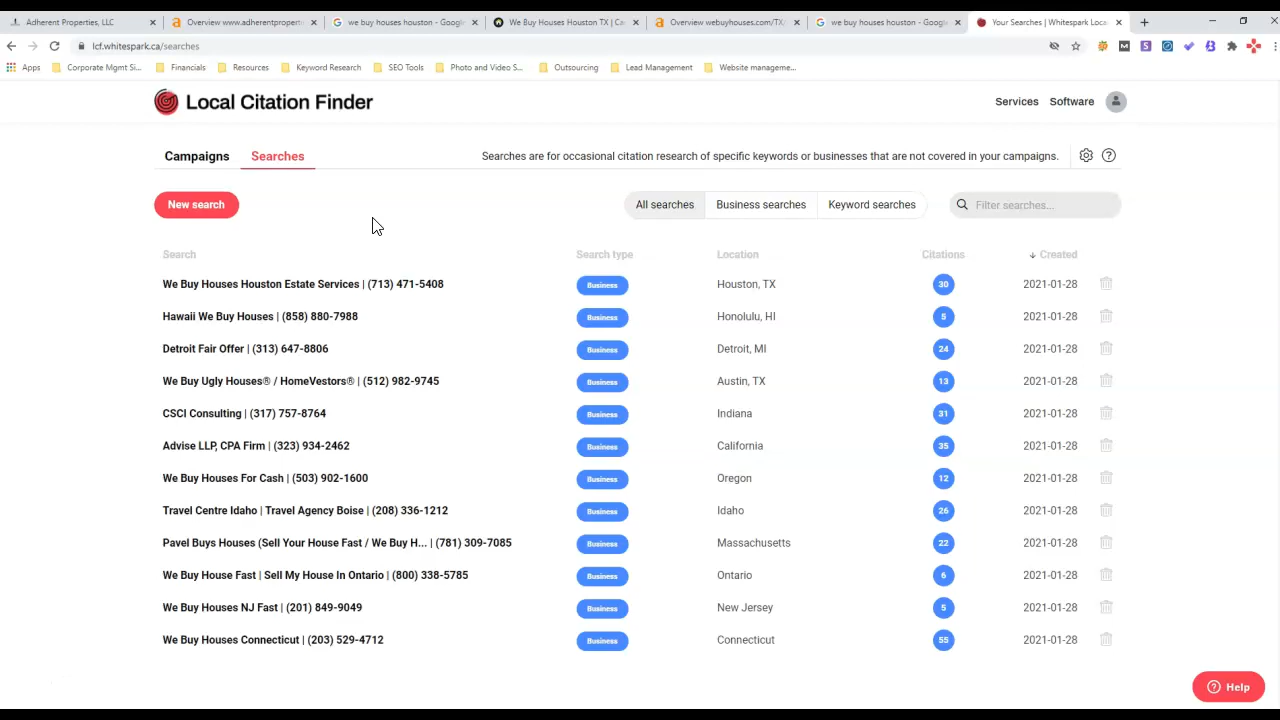 Adherent Properties, LLC
Overview www.adherentpropert
we buy houses houston - Google
We Buy Houses Houston TX | Ca
Overview webuyhouses.com/TX
we buy houses houston - Google
Your Searches | Whitespark Loca
lcf.whitespark.ca/searches
Apps
Corporate Mgmt Si...
Financials
Resources
Keyword Research
SEO Tools
Photo and Video S...
Outsourcing
Lead Management
Website manageme...
Local Citation Finder
Services
Software
Campaigns
Searches
Searches are for occasional citation research of specific keywords or businesses that are not covered in your campaigns.
New search
All searches
Business searches
Keyword searches
Filter searches...
Search Search type Location Citations Created
We Buy Houses Houston Estate Services | (713) 471-5408 Business Houston, TX 30 2021-01-28
Hawaii We Buy Houses | (858) 880-7988 Business Honolulu, HI 5 2021-01-28
Detroit Fair Offer | (313) 647-8806 Business Detroit, MI 24 2021-01-28
We Buy Ugly Houses® / HomeVestors® | (512) 982-9745 Business Austin, TX 13 2021-01-28
CSCI Consulting | (317) 757-8764 Business Indiana 31 2021-01-28
Advise LLP, CPA Firm | (323) 934-2462 Business California 35 2021-01-28
We Buy Houses For Cash | (503) 902-1600 Business Oregon 12 2021-01-28
Travel Centre Idaho | Travel Agency Boise | (208) 336-1212 Business Idaho 26 2021-01-28
Pavel Buys Houses (Sell Your House Fast / We Buy H... | (781) 309-7085 Business Massachusetts 22 2021-01-28
We Buy House Fast | Sell My House In Ontario | (800) 338-5785 Business Ontario 6 2021-01-28
We Buy Houses NJ Fast | (201) 849-9049 Business New Jersey 5 2021-01-28
We Buy Houses Connecticut | (203) 529-4712 Business Connecticut 55 2021-01-28
Help